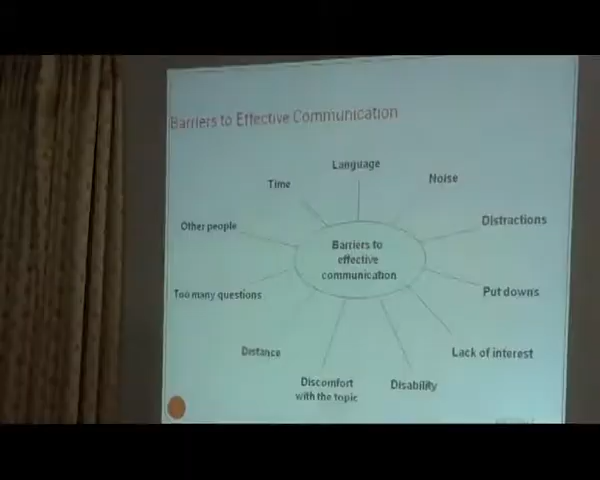 Barriers to Effective Communication
Language
Time
Noise
Other people
Distractions
Barriers to
effective
communication
Too many questions
Put downs
Distance
Lack of interest
Discomfort
with the topic
Disability